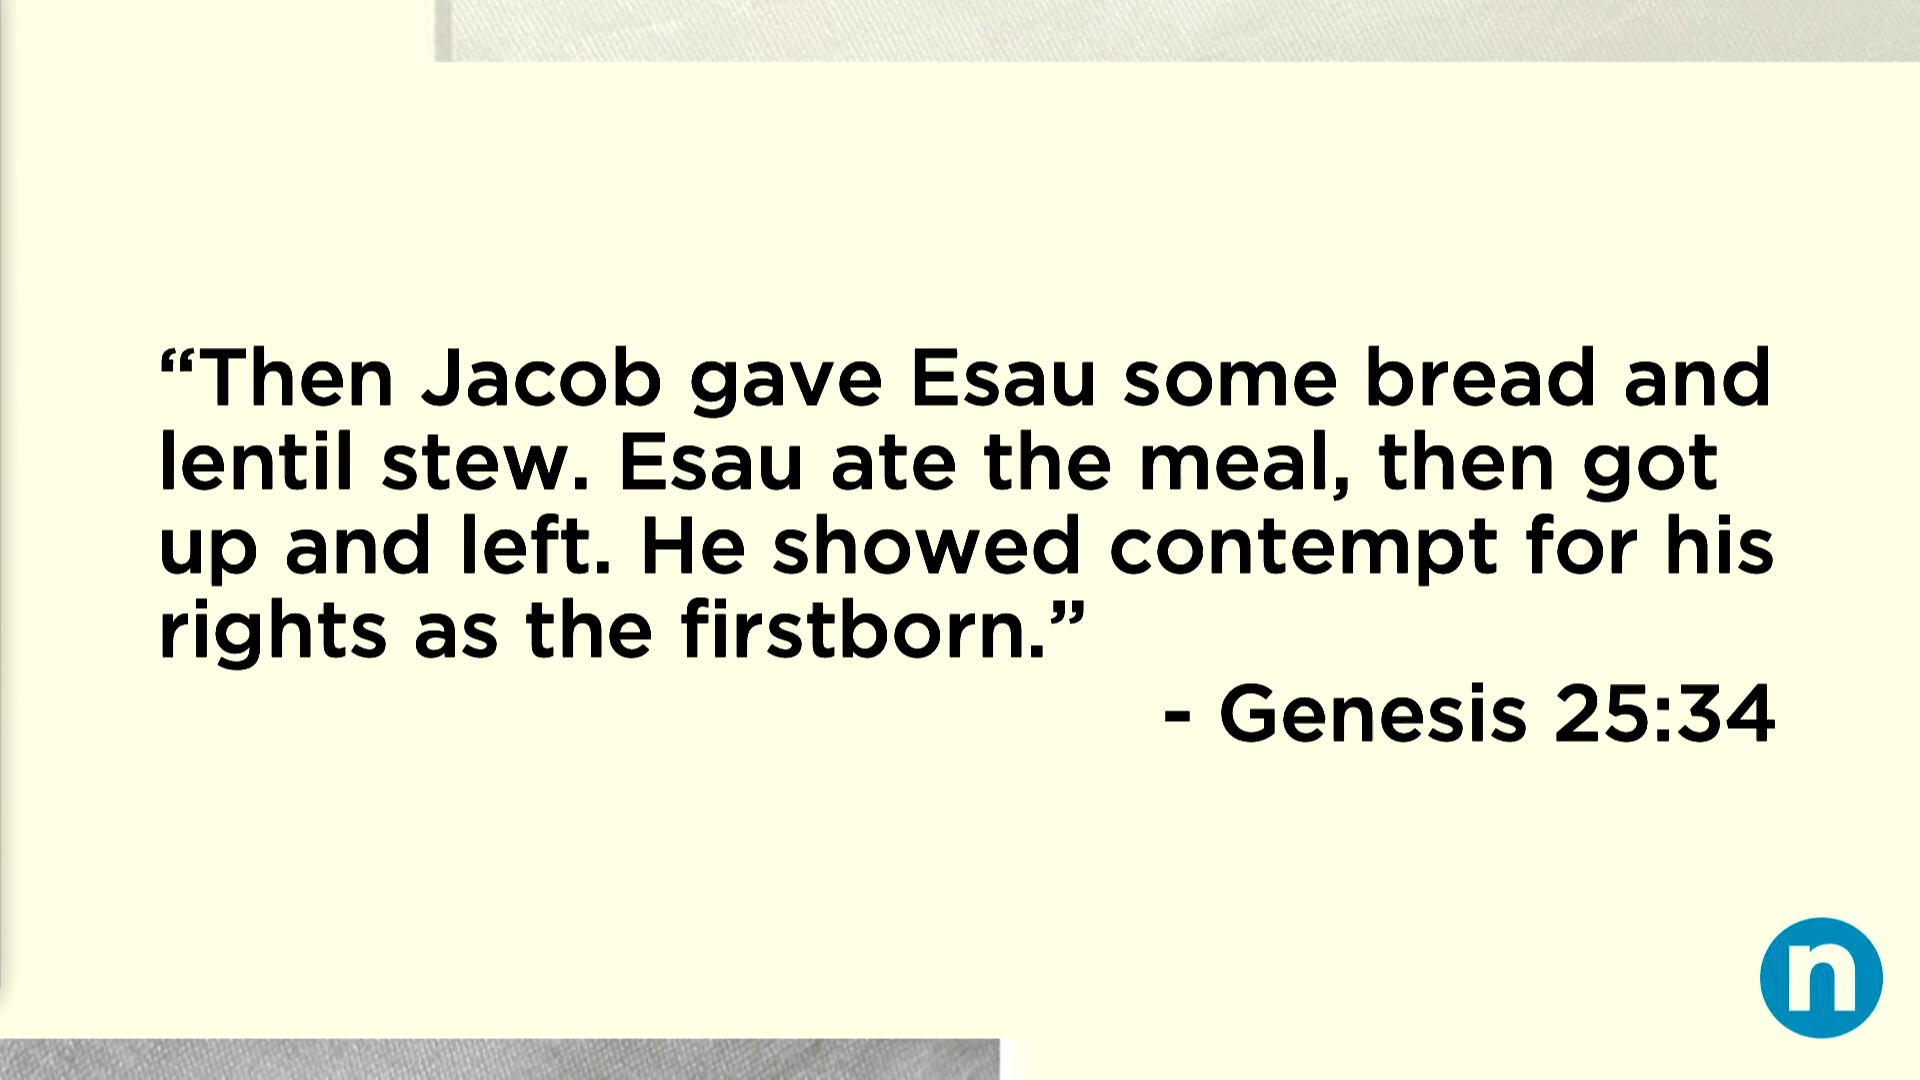 “Then Jacob gave Esau some bread and
lentil stew. Esau ate the meal, then got
up and left. He showed contempt for his
rights as the firstborn.”
- Genesis 25:34
n